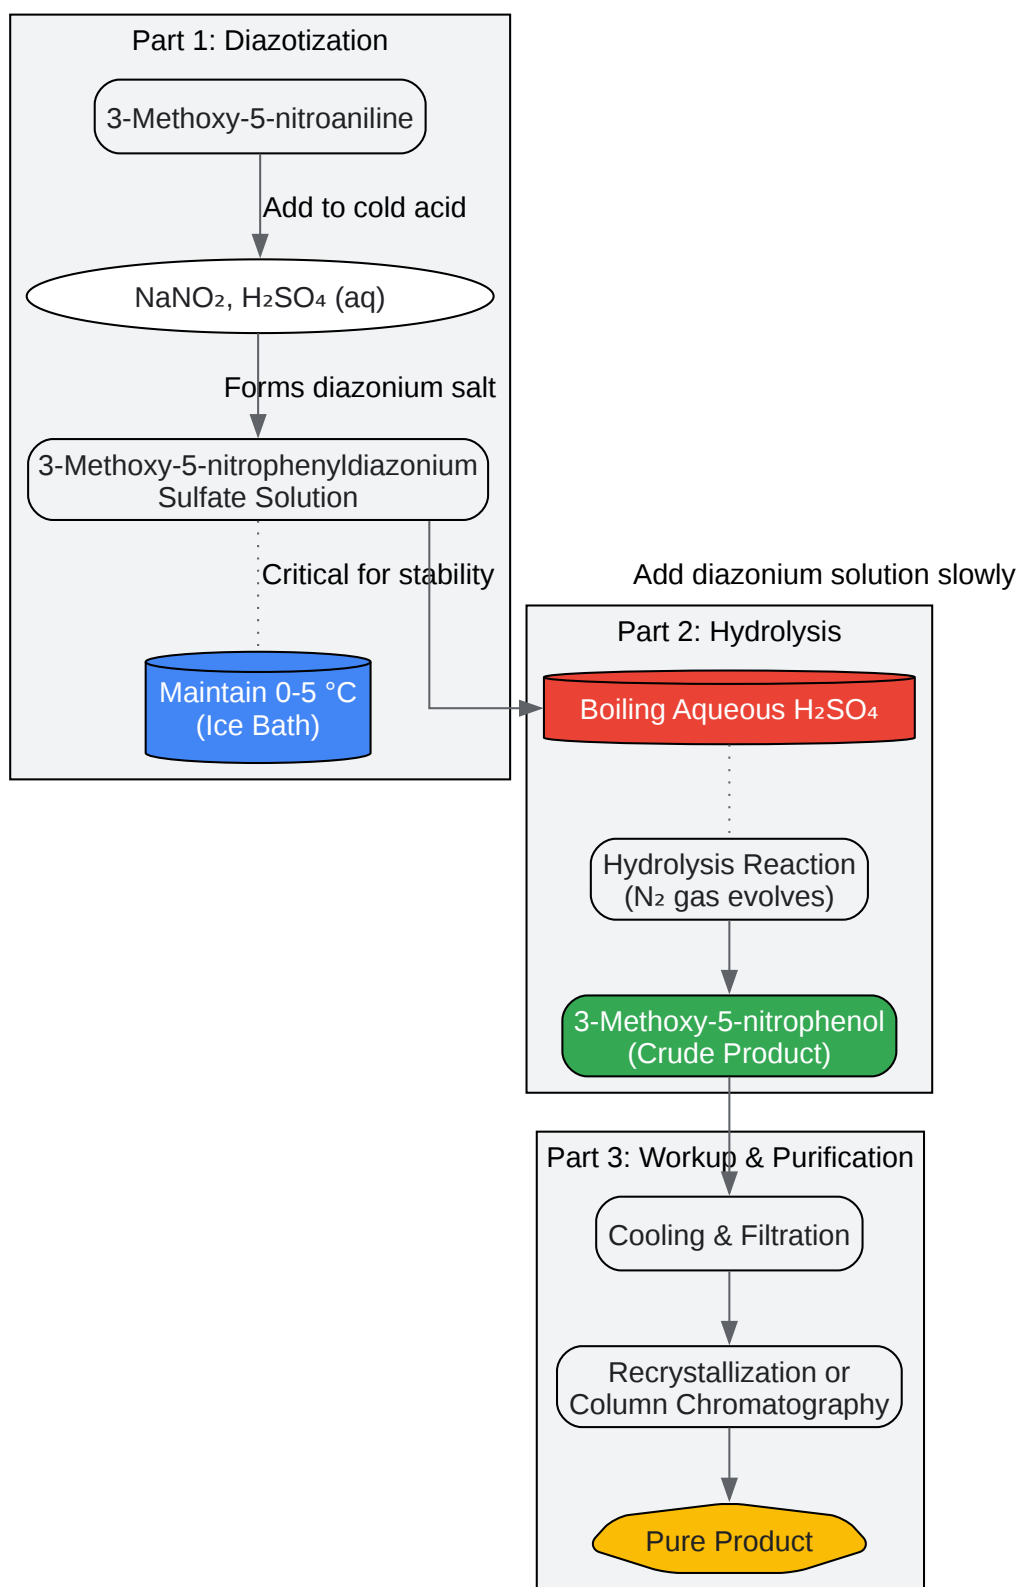 Part 1: Diazotization
3-Methoxy-5-nitroaniline
Add to cold acid
NaNO₂, H₂SO₄ (aq)
Forms diazonium salt
3-Methoxy-5-nitrophenyldiazonium
Sulfate Solution
Critical for stability
Maintain 0-5 °C
(Ice Bath)
Add diazonium solution slowly
Part 2: Hydrolysis
Boiling Aqueous H₂SO₄
Hydrolysis Reaction
(N₂ gas evolves)
3-Methoxy-5-nitrophenol
(Crude Product)
Part 3: Workup & Purification
Cooling & Filtration
Recrystallization or
Column Chromatography
Pure Product